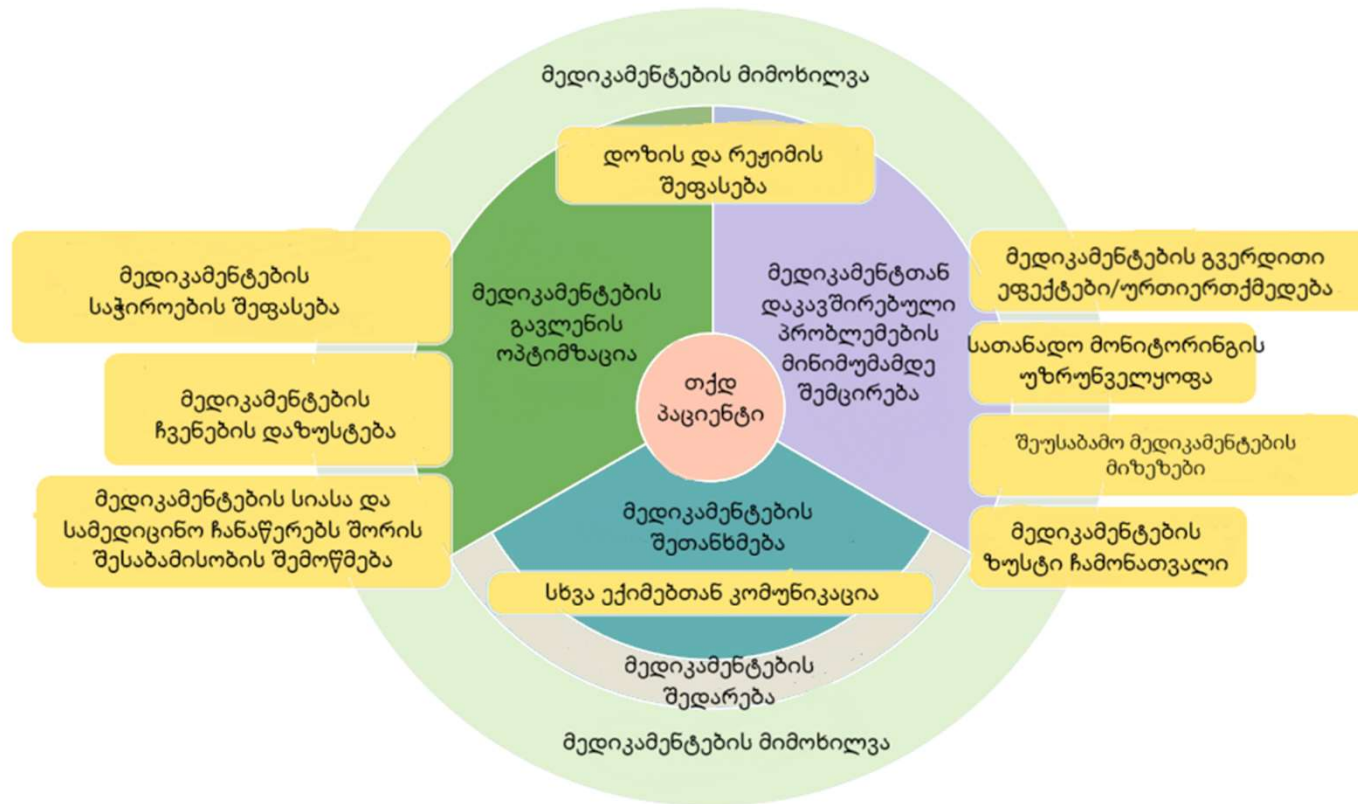 მედიკამენტების მიმოხილვა
დოზის და რეჟიმის
შეფასება
მედიკამენტების
საჭიროების შეფასება
მედიკამენტების
ჩვენების დაზუსტება
მედიკამენტების სიასა და
სამედიცინო ჩანაწერებს შორის
შესაბამისობის შემოწმება
მედიკამენტების
გავლენის
ოპტიმზაცია
თქდ
პაციენტი
მედიკამენტთან
დაკავშირებული
პრობლემების
მინიმუმამდე
შემცირება
მედიკამენტების გვერდითი
ეფექტები/ურთიერთქმედება
სათანადო მონიტორინგის
უზრუნველყოფა
შეუსაბამო მედიკამენტების
მიზეზები
მედიკამენტების
ზუსტი ჩამონათვალი
მედიკამენტების
შეთანხმება
სხვა ექიმებთან კომუნიკაცია
მედიკამენტების
შედარება
მედიკამენტების მიმოხილვა